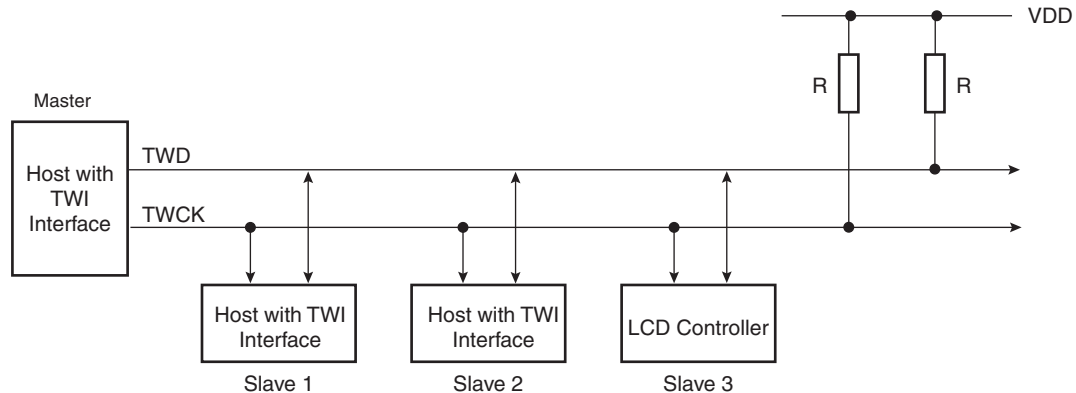 VDD
R
R
Master
Host with
TWI
Interface
TWD
TWCK
Host with TWI
Interface
Host with TWI
Interface
LCD Controller
Slave 1
Slave 2
Slave 3